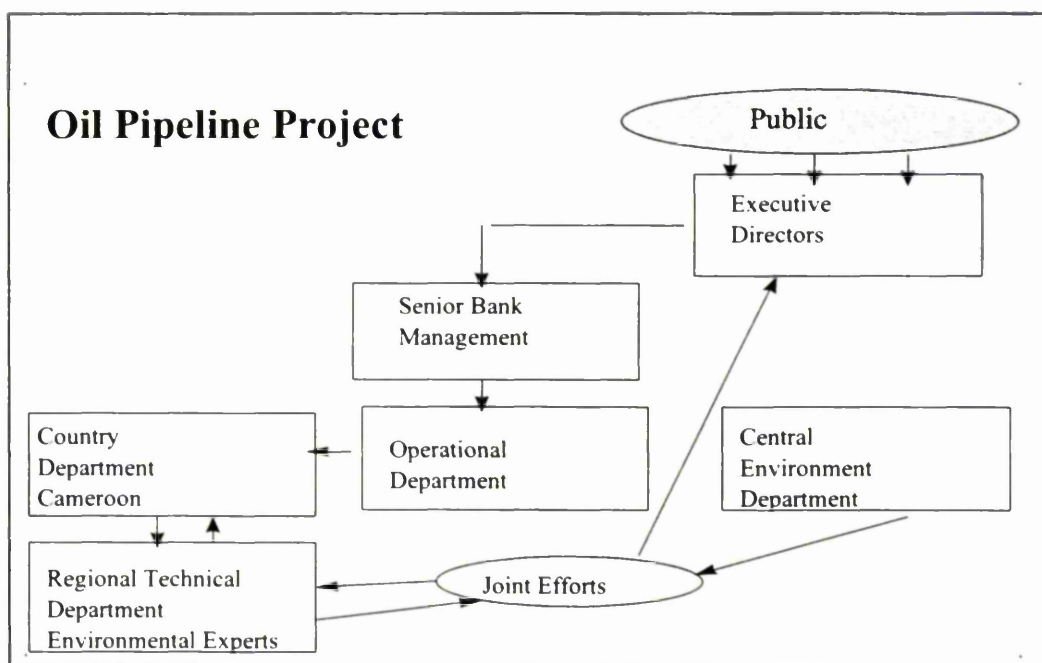 Oil Pipeline Project
Public
Executive
Directors
Senior Bank
Management
Country
Department
Cameroon
Operational
Department
Central
Environment
Department
Regional Technical
Department
Environmental Experts
Joint Efforts